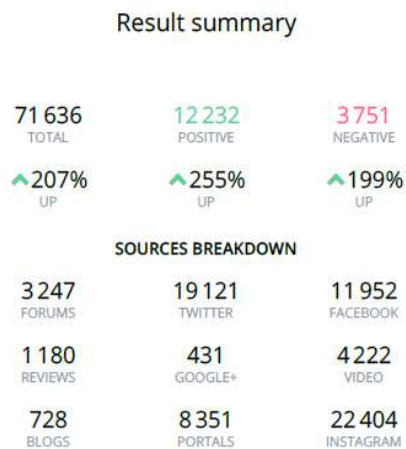 Result summary
71 636 12 232 3 751
TOTAL POSITIVE NEGATIVE
207% 255% 199%
UP UP UP
SOURCES BREAKDOWN
3 247 19 121 11 952
FORUMS TWITTER FACEBOOK
1 180 431 4 222
REVIEWS GOOGLE+ VIDEO
728 8 351 22 404
BLOGS PORTALS INSTAGRAM